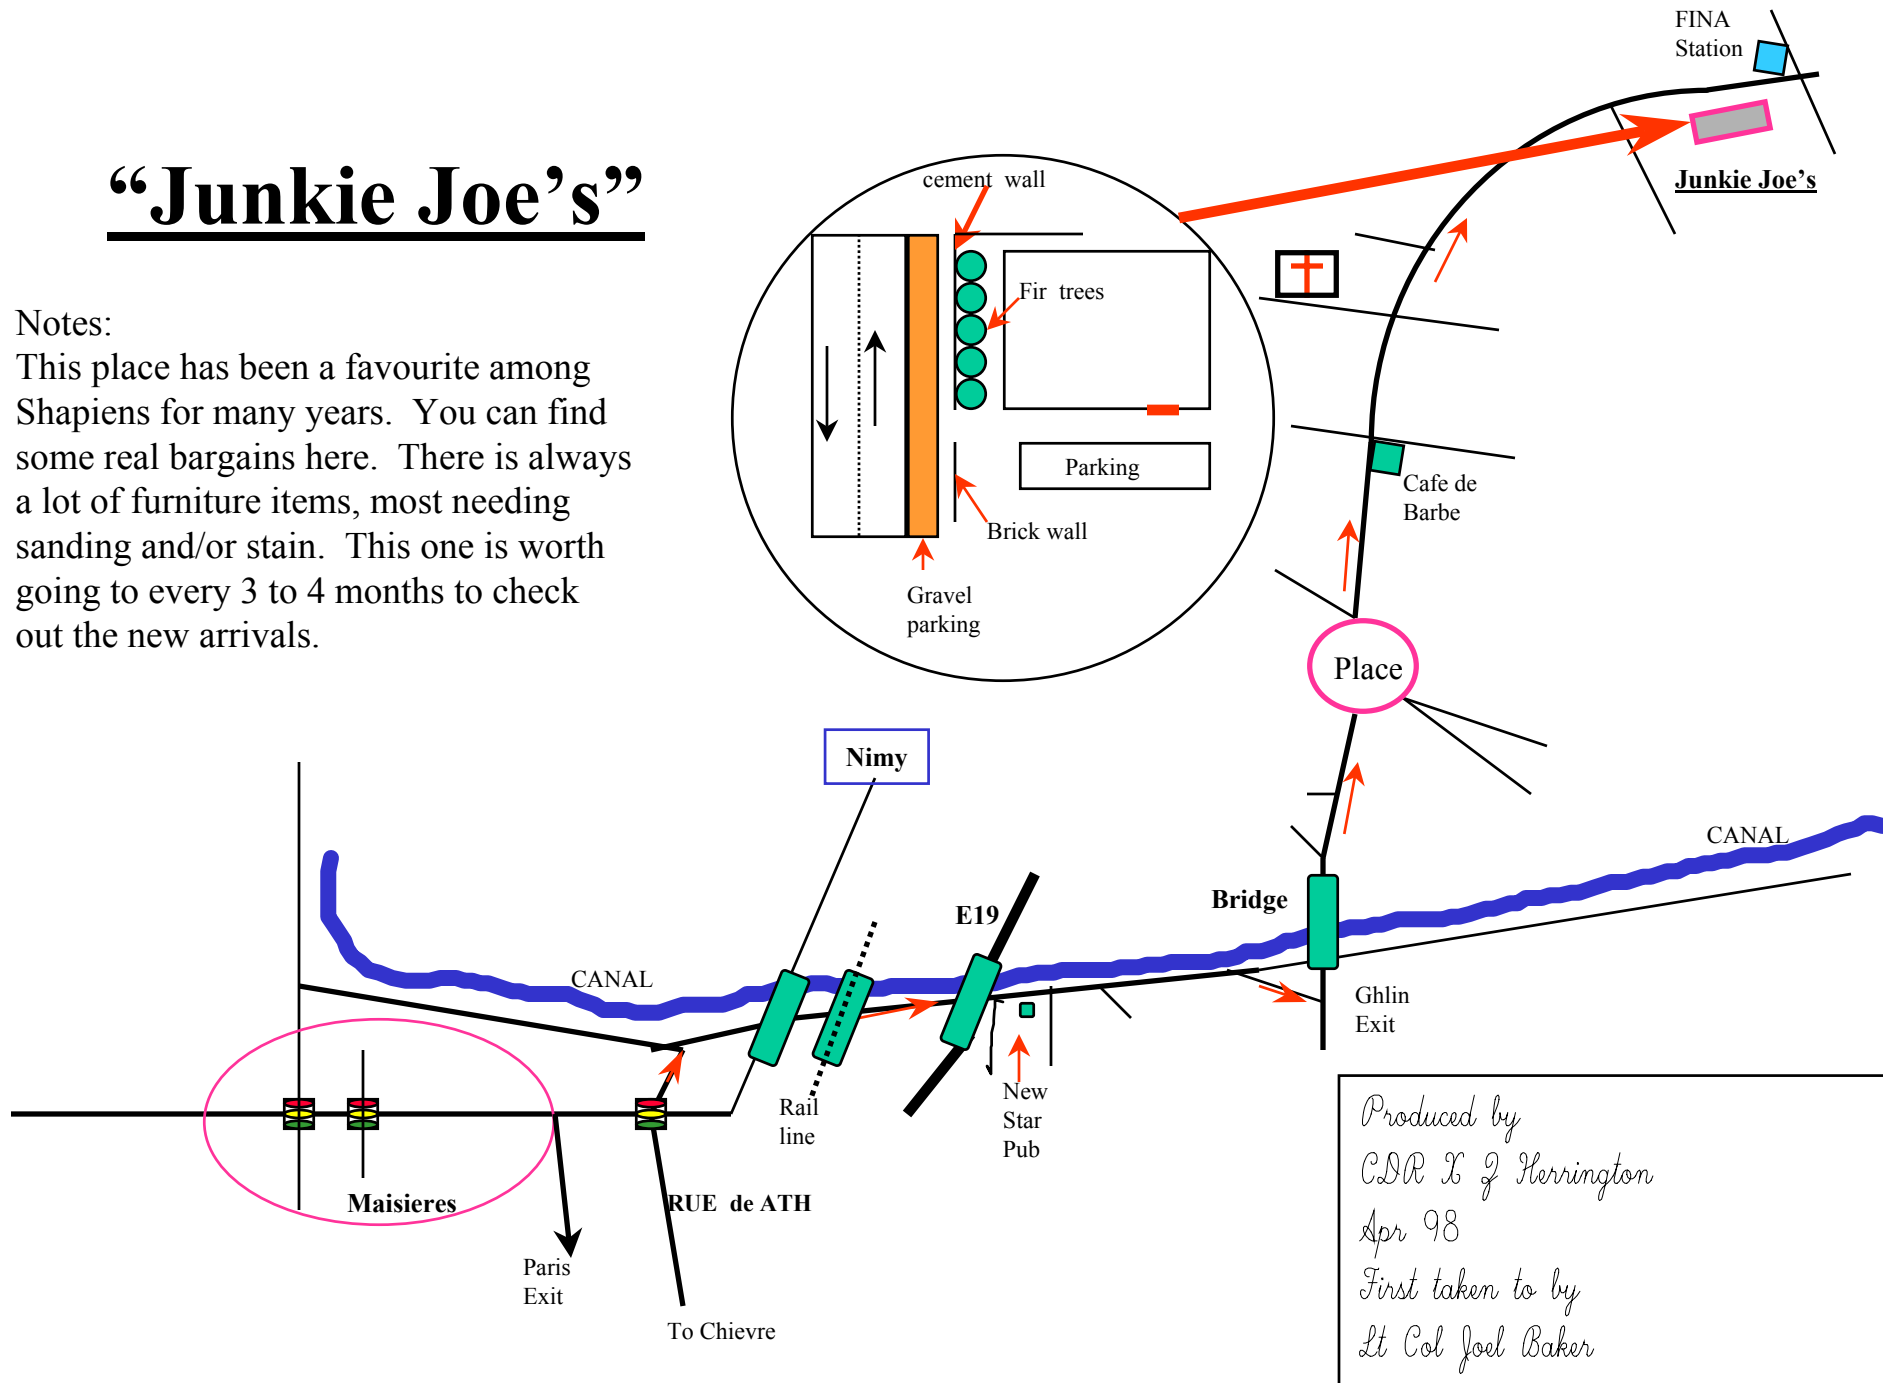 “Junkie Joe’s”
Notes:
This place has been a favourite among
Shapiens for many years. You can find
some real bargains here. There is always
a lot of furniture items, most needing
sanding and/or stain. This one is worth
going to every 3 to 4 months to check
out the new arrivals.
cement wall
Fir trees
Parking
Brick wall
Gravel
parking
FINA
Station
Junkie Joe’s
Cafe de
Barbe
Place
Nimy
CANAL
E19
Bridge
CANAL
Ghlin
Exit
New
Star
Pub
Rail
line
Maisieres
RUE de ATH
Paris
Exit
To Chievre
Produced by
CDR X J Herrington
Apr 98
First taken to by
Lt Col Joel Baker